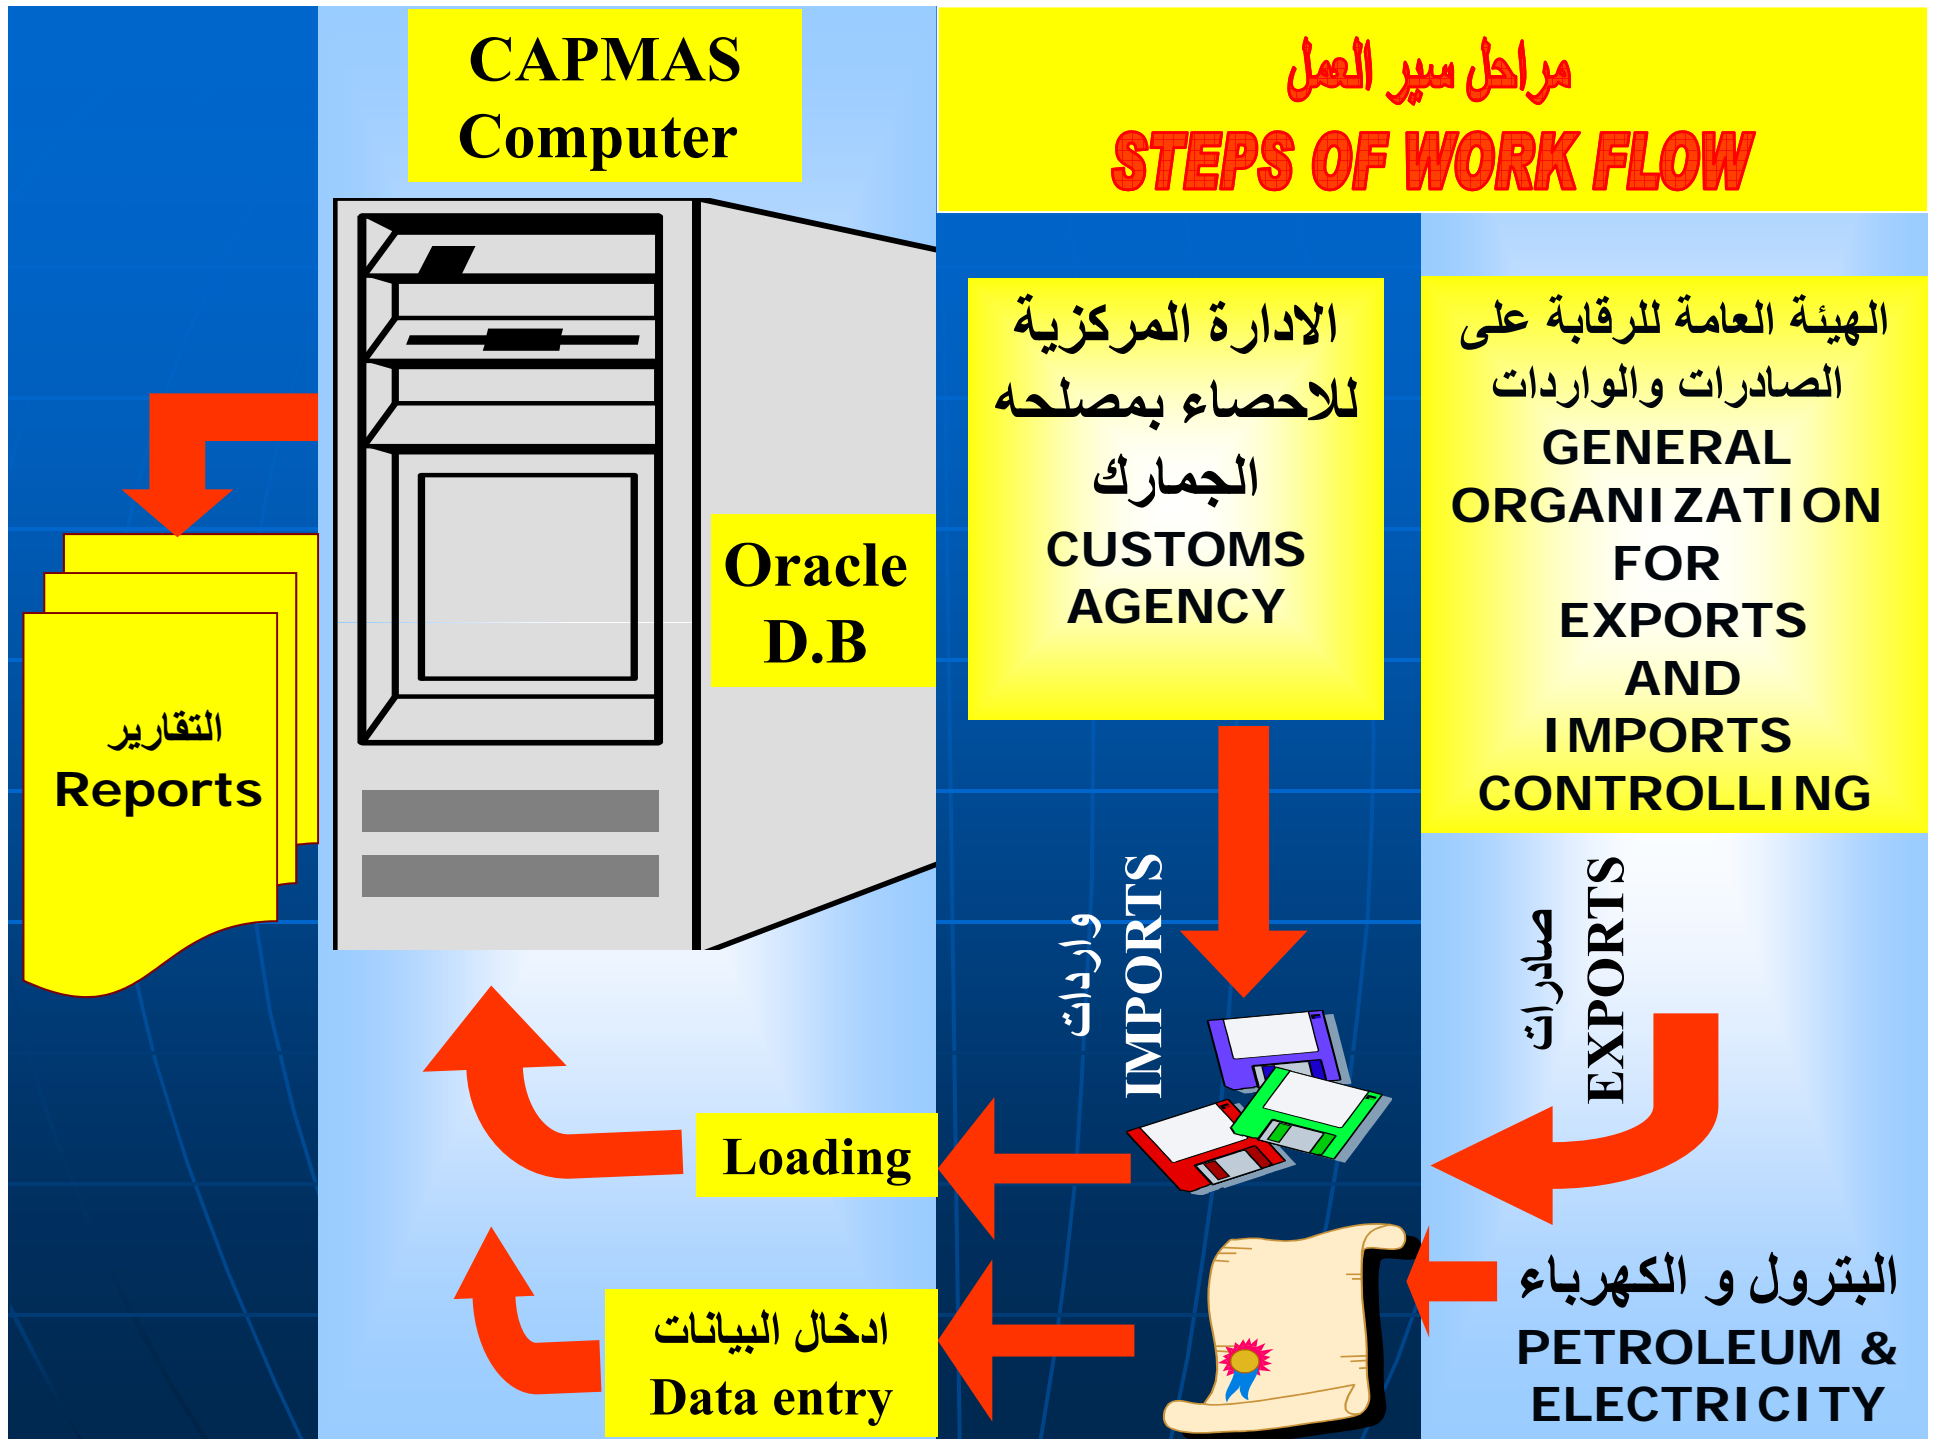 CAPMAS
Computer
مراحل سير العمل
STEPS OF WORK FLOW
الادارة المركزية
للاحصاء بمصلحه
الجمارك
CUSTOMS
AGENCY
الهيئة العامة للرقابة على
الصادرات والواردات
GENERAL
ORGANIZATION
FOR
EXPORTS
AND
IMPORTS
CONTROLLING
Oracle
D.B
التقارير
Reports
واردات
IMPORTS
صادرات
EXPORTS
Loading
ادخال البيانات
Data entry
البترول و الكهرباء
PETROLEUM &
ELECTRICITY